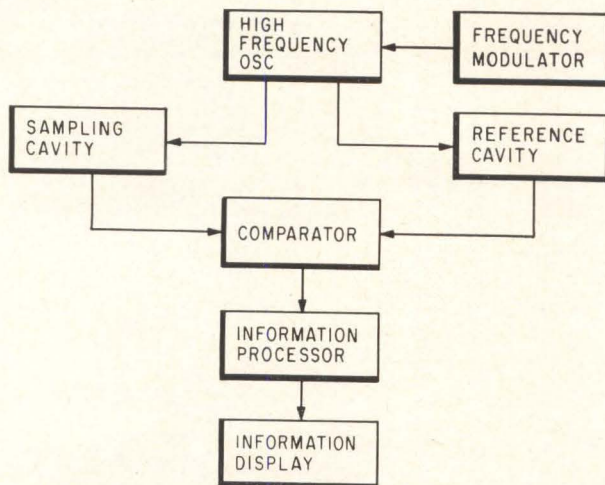 HIGH
FREQUENCY
OSC
FREQUENCY
MODULATOR
SAMPLING
CAVITY
REFERENCE
CAVITY
COMPARATOR
INFORMATION
PROCESSOR
INFORMATION
DISPLAY